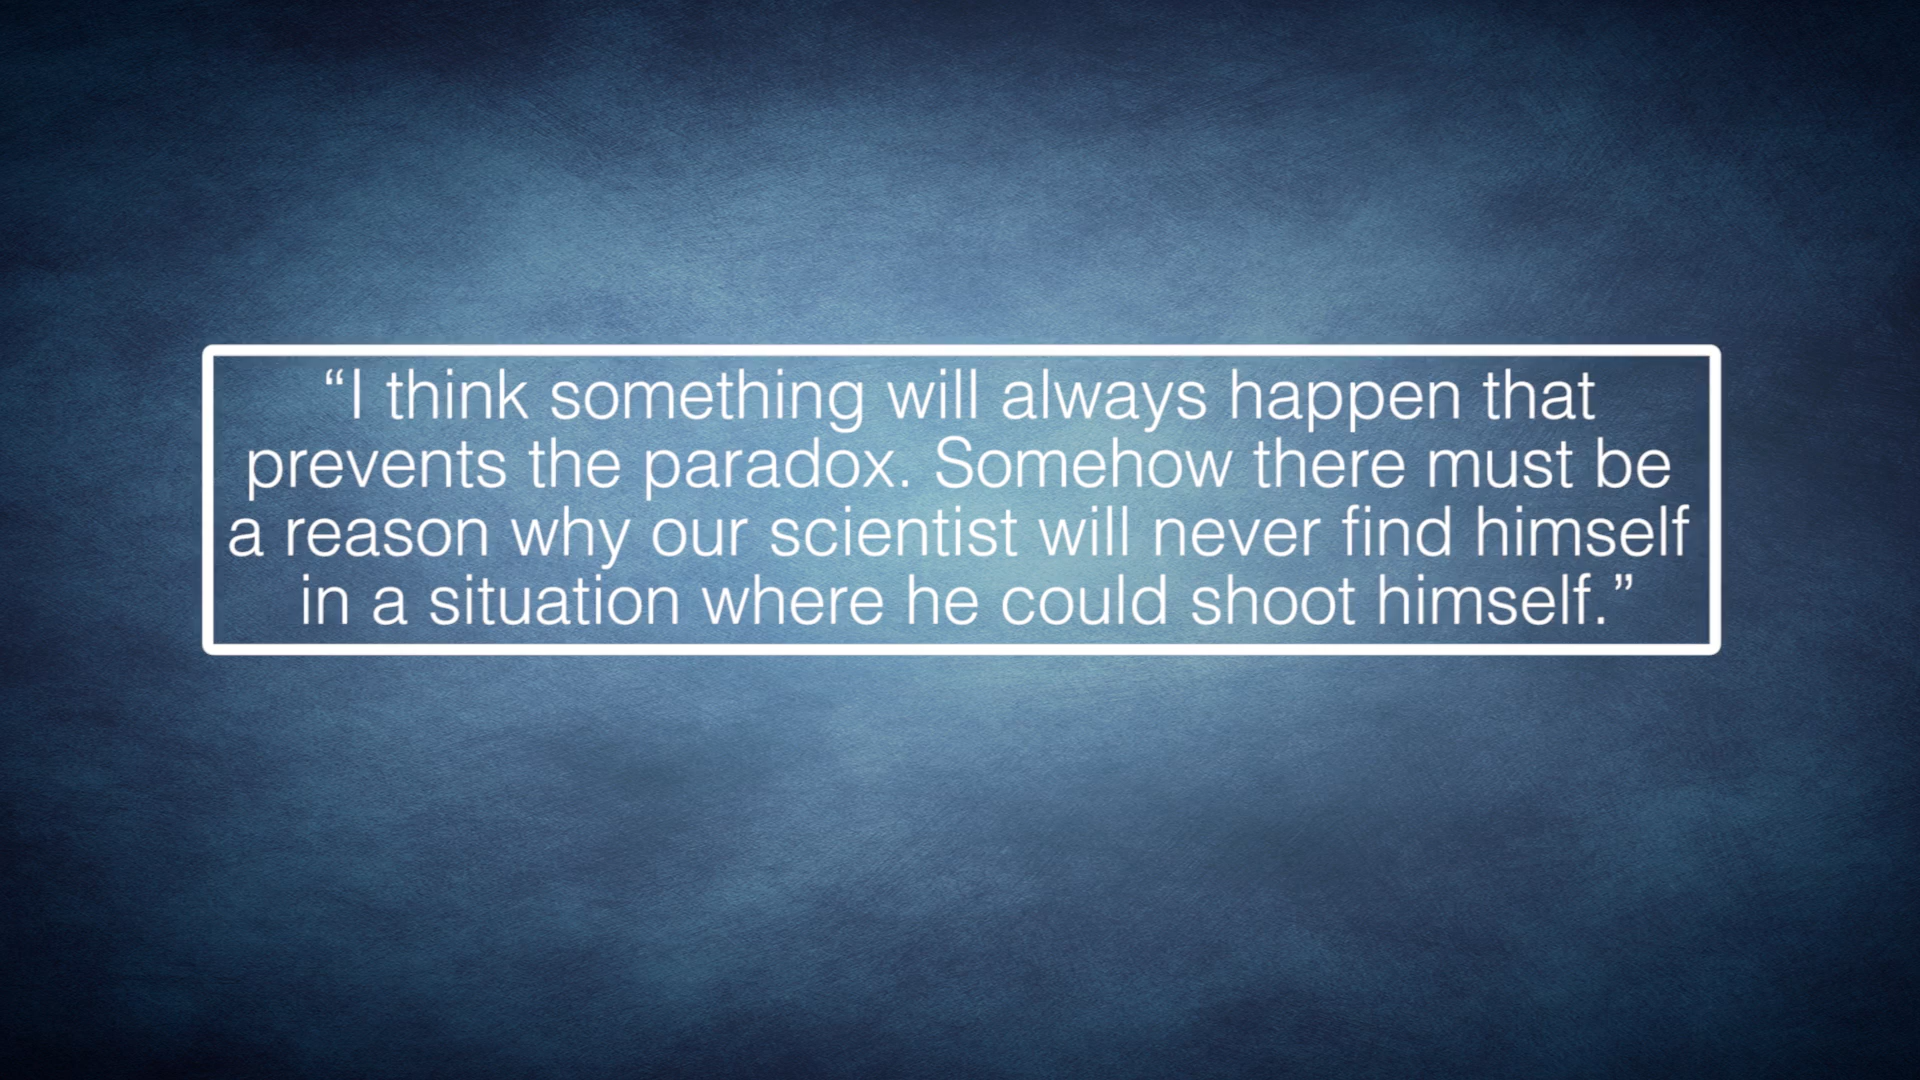 “I think something will always happen that
prevents the paradox. Somehow there must be
a reason why our scientist will never find himself
in a situation where he could shoot himself.”